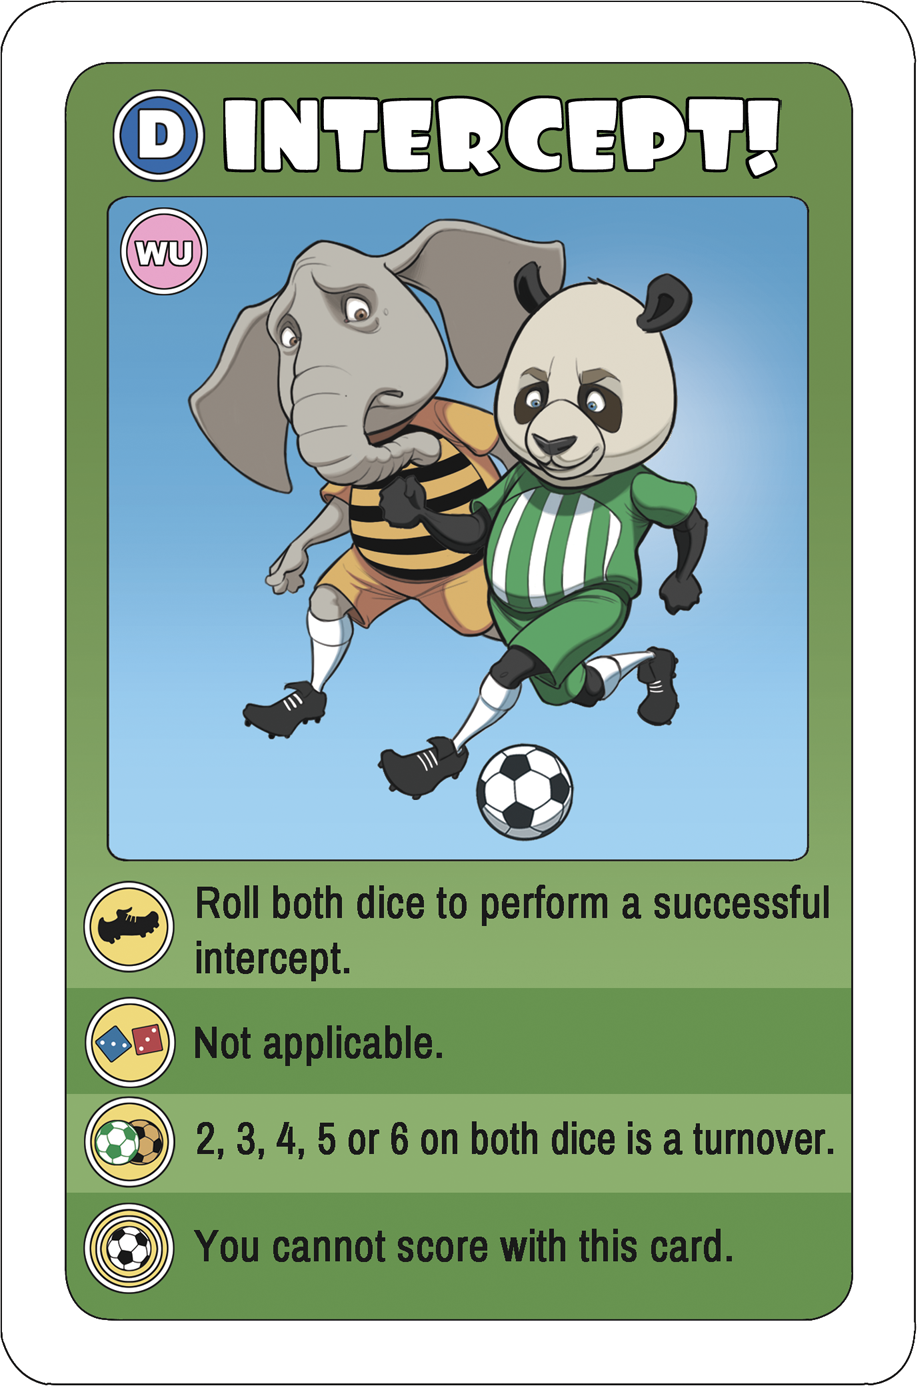 D INTERCEPT!
WU
Roll both dice to perform a successful
intercept.
Not applicable.
2, 3, 4, 5 or 6 on both dice is a turnover.
You cannot score with this card.